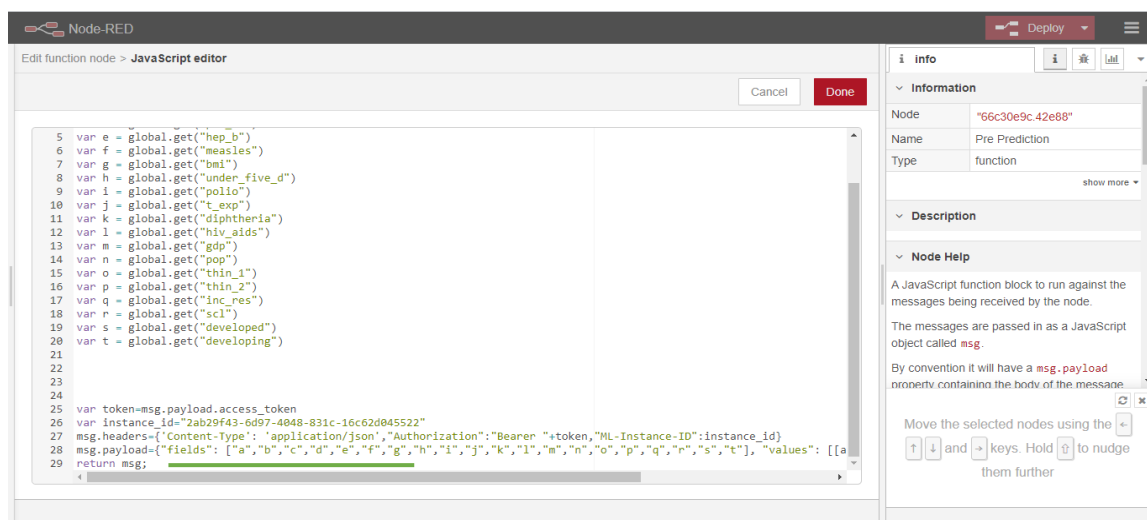 Node-RED
Deploy
Edit function node > JavaScript editor
Cancel
Done
5 var e = global.get("hep_b")
6 var f = global.get("measles")
7 var g = global.get("bmi")
8 var h = global.get("under_five_d")
9 var i = global.get("polio")
10 var j = global.get("t_exp")
11 var k = global.get("diphtheria")
12 var l = global.get("hiv_aids")
13 var m = global.get("gdp")
14 var n = global.get("pop")
15 var o = global.get("thin_1")
16 var p = global.get("thin_2")
17 var q = global.get("inc_res")
18 var r = global.get("scl")
19 var s = global.get("developed")
20 var t = global.get("developing")
21
22
23
24
25 var token=msg.payload.access_token
26 var instance_id="2ab29f43-6d97-4048-831c-16c62d045522"
27 msg.headers={'Content-Type': 'application/json',"Authorization":"Bearer "+token,"ML-Instance-ID":instance_id}
28 msg.payload={"fields": ["a","b","c","d","e","f","g","h","i","j","k","l","m","n","o","p","q","r","s","t"], "values": [[a
29 return msg;
i info
i
Information
Node "66c30e9c.42e88"
Name Pre Prediction
Type function
show more
Description
Node Help
A JavaScript function block to run against the
messages being received by the node.
The messages are passed in as a JavaScript
object called msg.
By convention it will have a msg.payload
property containing the body of the message
Move the selected nodes using the ←
↑ ↓ and → keys. Hold ⇧ to nudge
them further